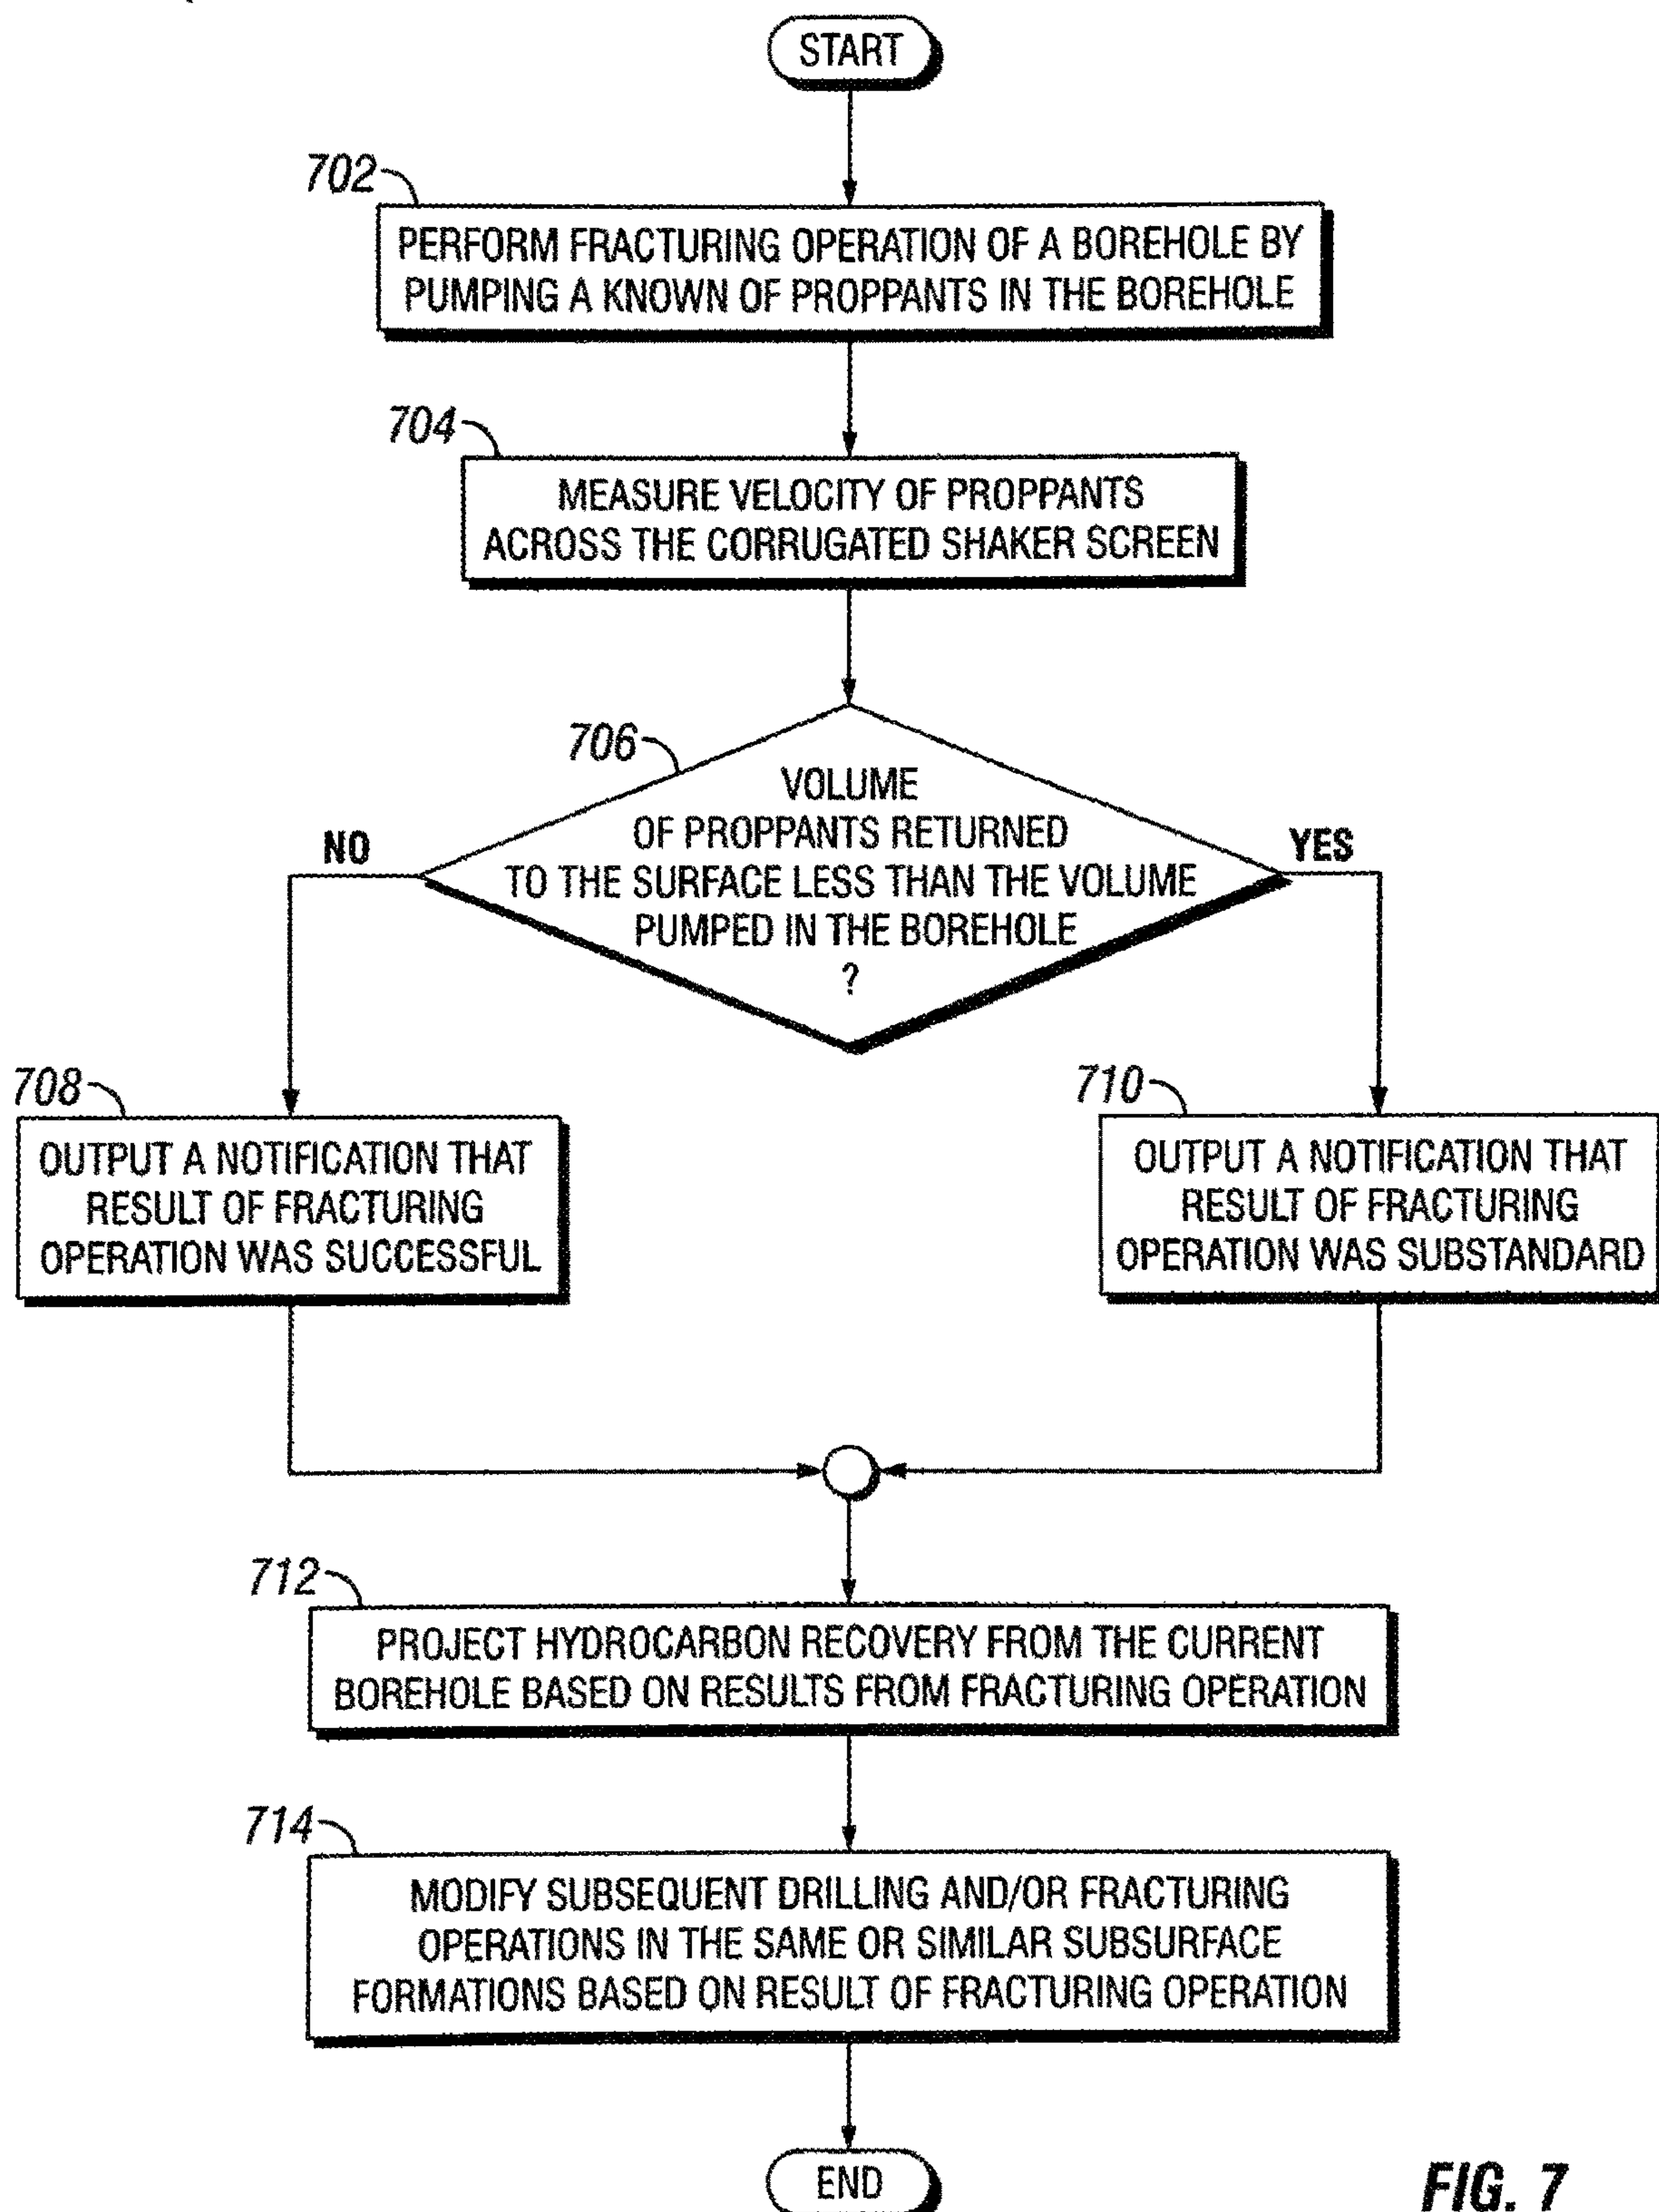 START
702
PERFORM FRACTURING OPERATION OF A BOREHOLE BY
PUMPING A KNOWN OF PROPPANTS IN THE BOREHOLE
704
MEASURE VELOCITY OF PROPPANTS
ACROSS THE CORRUGATED SHAKER SCREEN
706
VOLUME
OF PROPPANTS RETURNED
TO THE SURFACE LESS THAN THE VOLUME
PUMPED IN THE BOREHOLE
?
NO
YES
708
OUTPUT A NOTIFICATION THAT
RESULT OF FRACTURING
OPERATION WAS SUCCESSFUL
710
OUTPUT A NOTIFICATION THAT
RESULT OF FRACTURING
OPERATION WAS SUBSTANDARD
712
PROJECT HYDROCARBON RECOVERY FROM THE CURRENT
BOREHOLE BASED ON RESULTS FROM FRACTURING OPERATION
714
MODIFY SUBSEQUENT DRILLING AND/OR FRACTURING
OPERATIONS IN THE SAME OR SIMILAR SUBSURFACE
FORMATIONS BASED ON RESULT OF FRACTURING OPERATION
END
FIG. 7